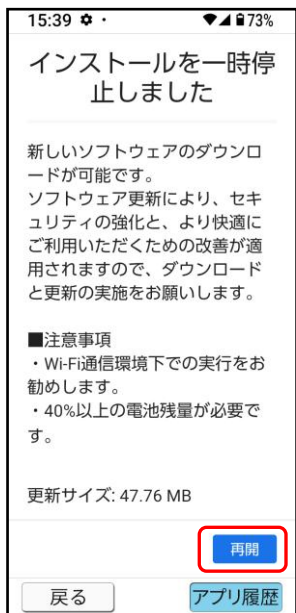 15:39
73%
インストールを一時停
止しました
新しいソフトウェアのダウンロ
ードが可能です。
ソフトウェア更新により、セキ
ュリティの強化と、より快適に
ご利用いただくための改善が適
用されますので、ダウンロード
と更新の実施をお願いします。
■注意事項
・Wi-Fi通信環境下での実行をお
勧めします。
・40%以上の電池残量が必要で
す。
更新サイズ: 47.76 MB
再開
戻る
アプリ履歴